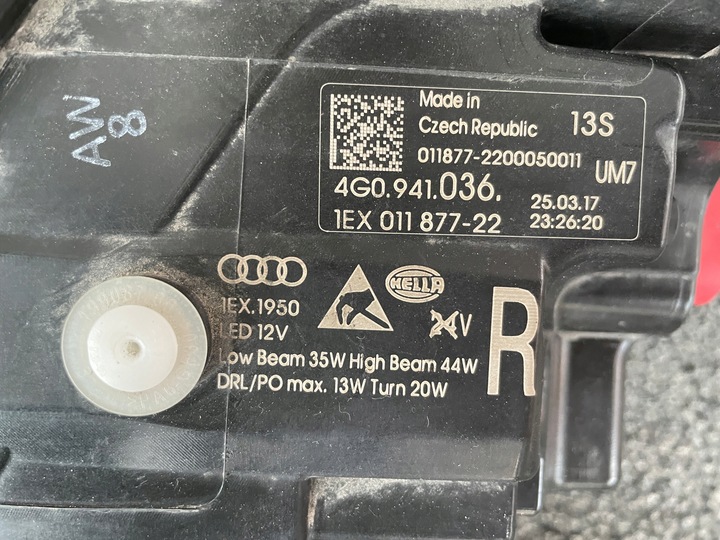 AW
8
Made in
Czech Republic
13S
011877-2200050011
UM7
4G0.941.036.
25.03.17
1EX 011 877-22
23:26:20
HELLA
1EX.1950
24V
LED 12V
R
Low Beam 35W High Beam 44W
DRL/PO max. 13W Turn 20W